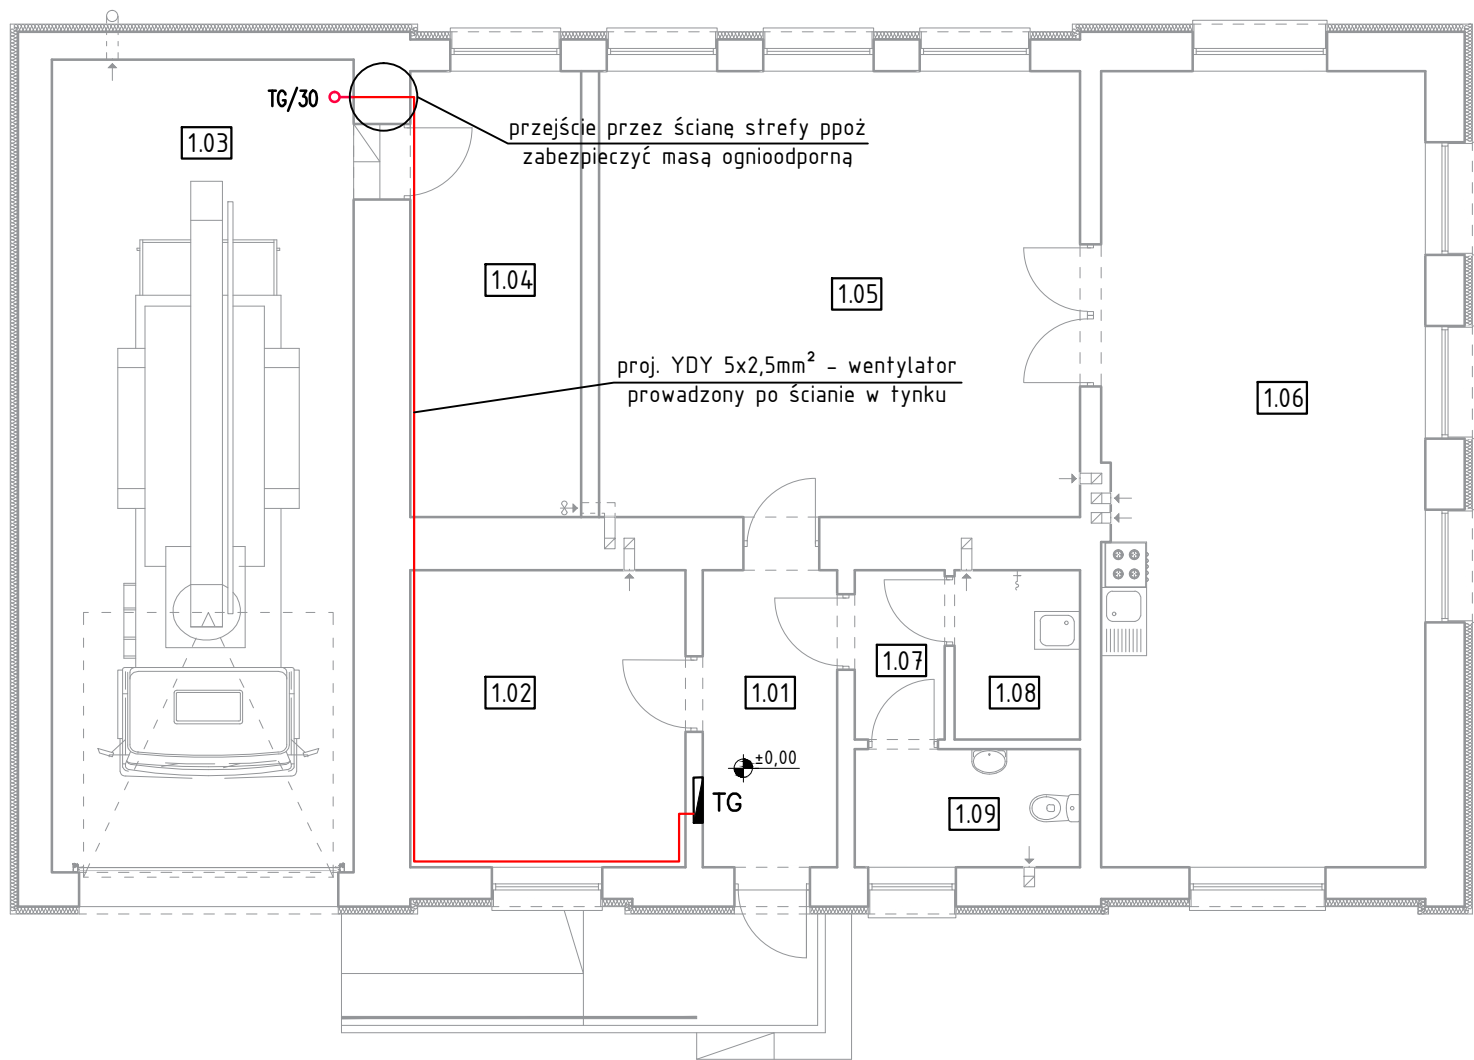 TG/30
1.03
przejście przez ścianę strefy ppoż
zabezpieczyć masą ognioodporną
1.04
1.05
proj. YDY 5x2,5mm² - wentylator
prowadzony po ścianie w tynku
1.06
1.02
1.01
1.07
1.08
±0,00
TG
1.09